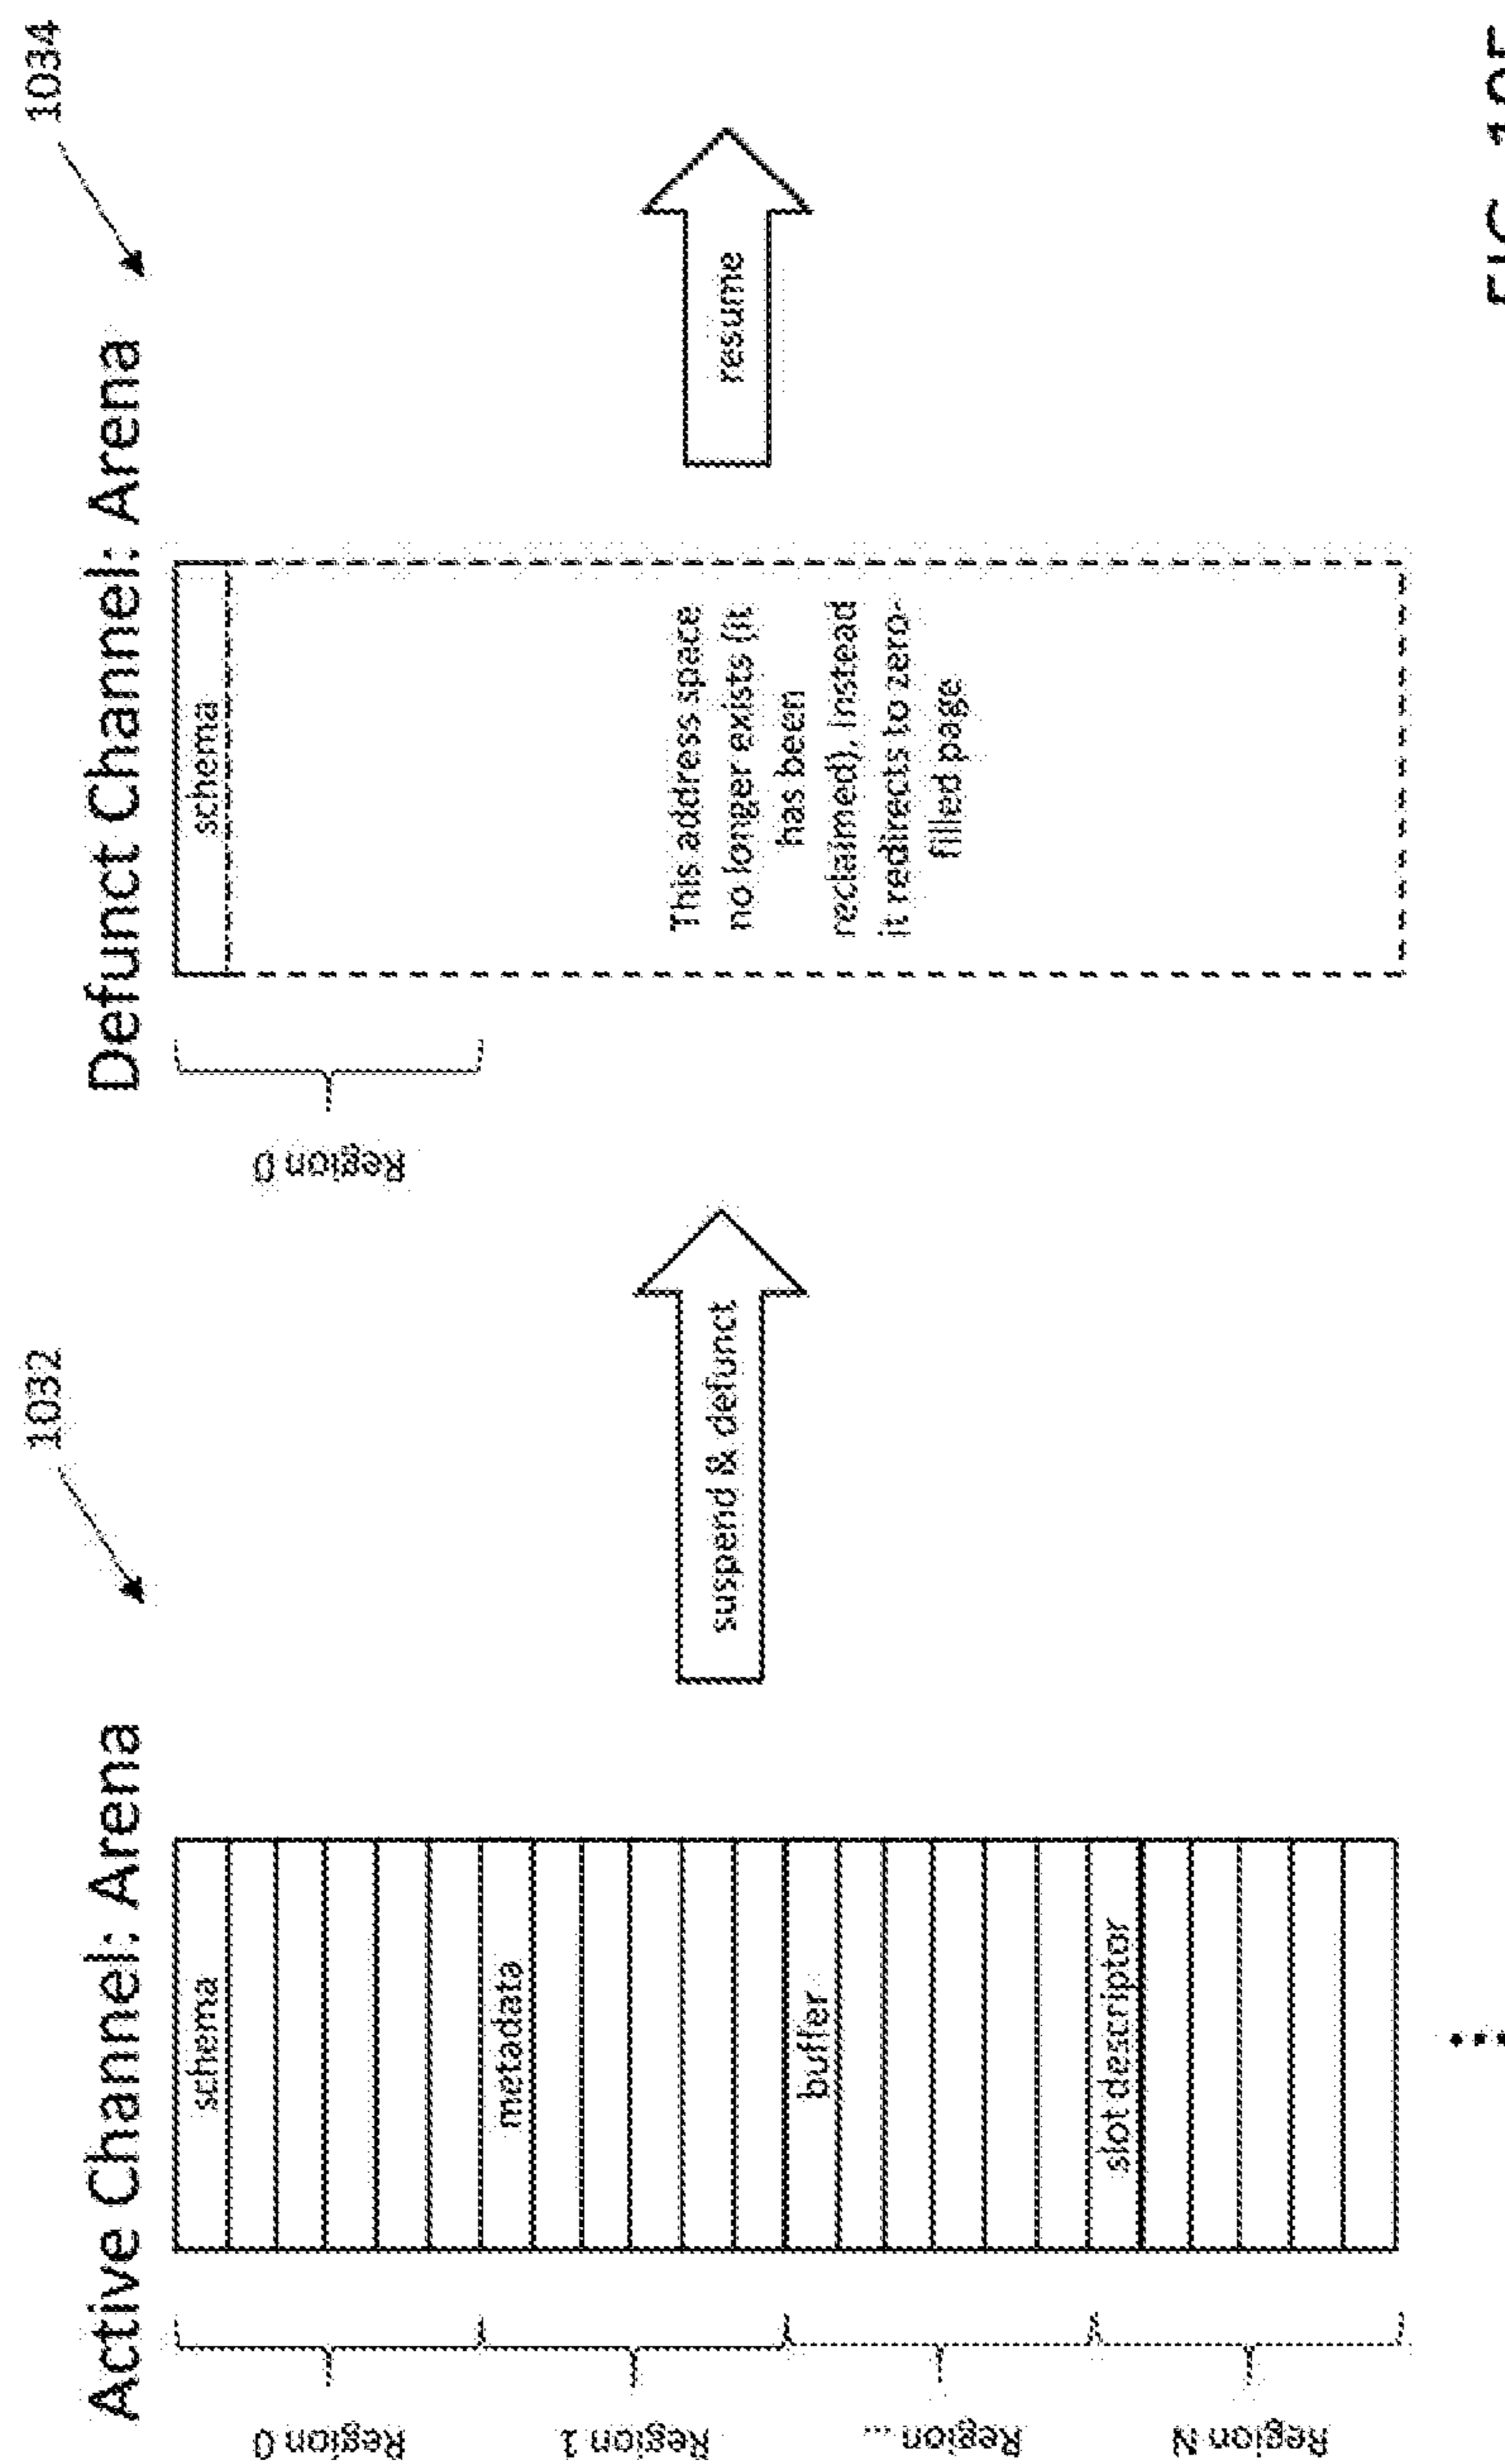 1032
1034
Active Channel: Arena
Defunct Channel: Arena
Region 0
Region 1
Region ...
Region N
schema
metadata
buffer
slot descriptor
suspend & defunct
Region 0
schema
This address space
no longer exists (it
has been
reclaimed), Instead
it redirects to zero-
filled page
resume